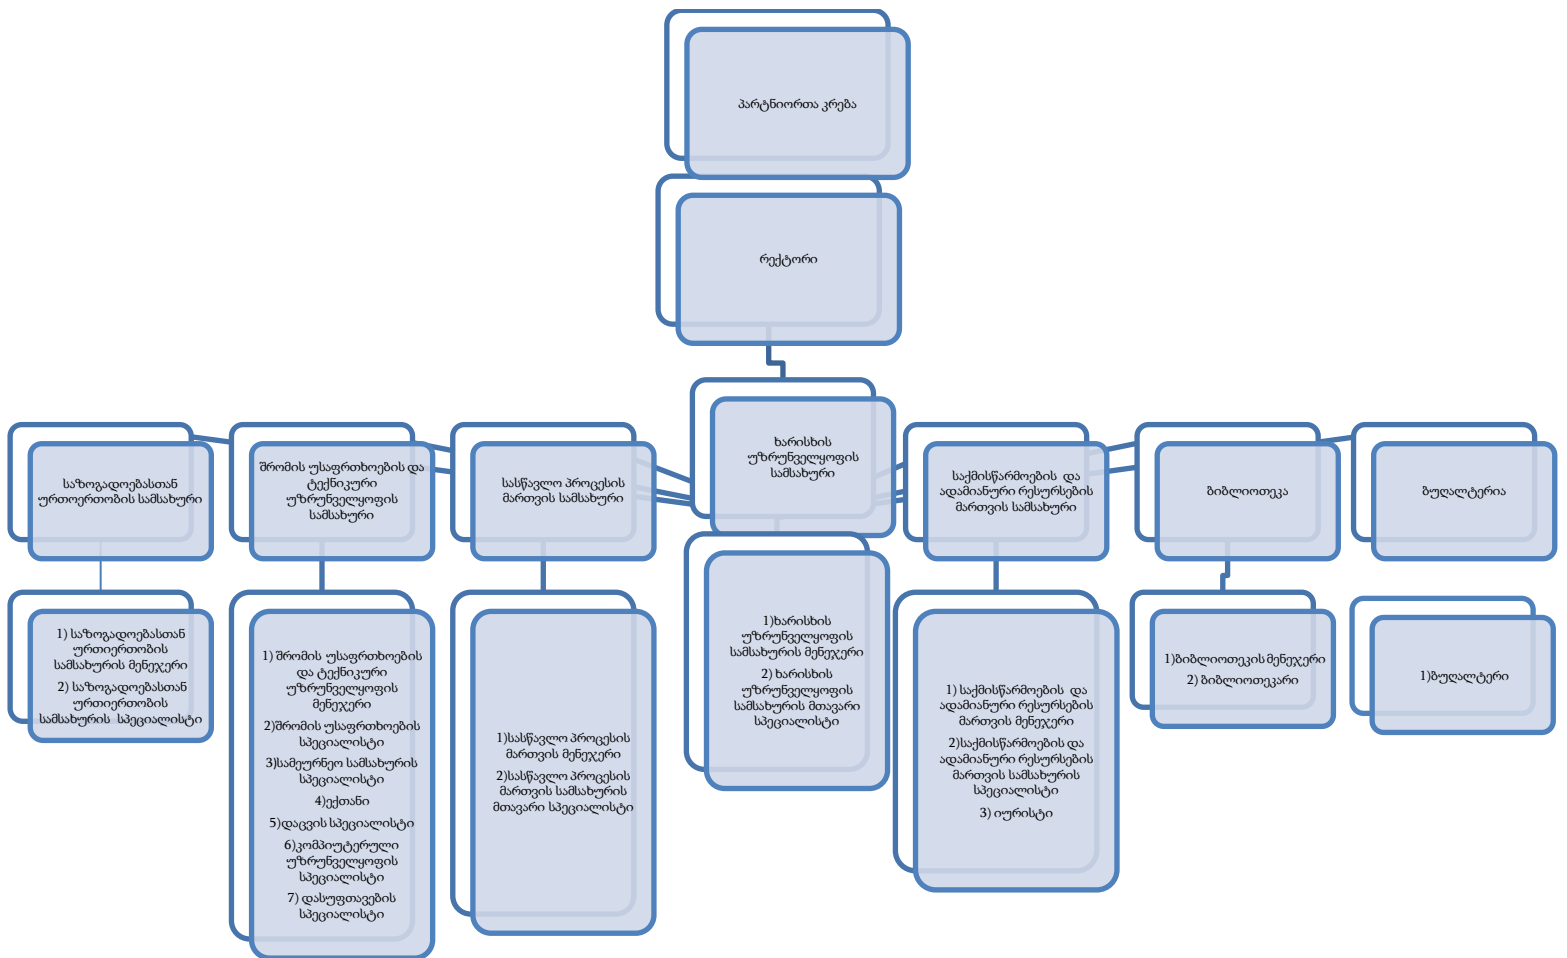 პარტნიორთა კრება
რექტორი
ხარისხის
უზრუნველყოფის
სამსახური
საზოგადოებასთან
ურთოერთობის სამსახური
შრომის უსაფრთხოების და
ტექნიკური
უზრუნველყოფის
სამსახური
სასწავლო პროცესის
მართვის სამსახური
საქმისწარმოების და
ადამიანური რესურსების
მართვის სამსახური
ბიბლიოთეკა
ბუღალტერია
1) საზოგადოებასთან
ურთიერთობის
სამსახურის მენეჯერი
2) საზოგადოებასთან
ურთიერთობის
სამსახურის სპეციალისტი
1) შრომის უსაფრთხოების
და ტექნიკური
უზრუნველყოფის
მენეჯერი
2)შრომის უსაფრთხოების
სპეციალისტი
3)სამეურნეო სამსახურის
სპეციალისტი
4)ექთანი
5)დაცვის სპეციალისტი
6)კომპიუტერული
უზრუნველყოფის
სპეციალისტი
7) დასუფთავების
სპეციალისტი
1)სასწავლო პროცესის
მართვის მენეჯერი
2)სასწავლო პროცესის
მართვის სამსახურის
მთავარი სპეციალისტი
1)ხარისხის
უზრუნველყოფის
სამსახურის მენეჯერი
2) ხარისხის
უზრუნველყოფის
სამსახურის მთავარი
სპეციალისტი
1) საქმისწარმოების და
ადამიანური რესურსების
მართვის მენეჯერი
2)საქმისწარმოების და
ადამიანური რესურსების
მართვის სამსახურის
სპეციალისტი
3) იურისტი
1)ბიბლიოთეკის მენეჯერი
2) ბიბლიოთეკარი
1)ბუღალტერი